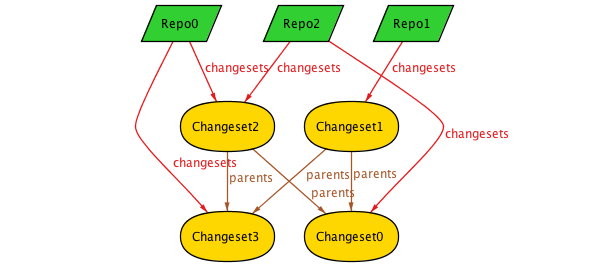 Repo0
Repo2
Repo1
changesets
changesets
changesets
Changeset2
Changeset1
changesets
changesets
parents
parents
parents
parents
Changeset3
Changeset0